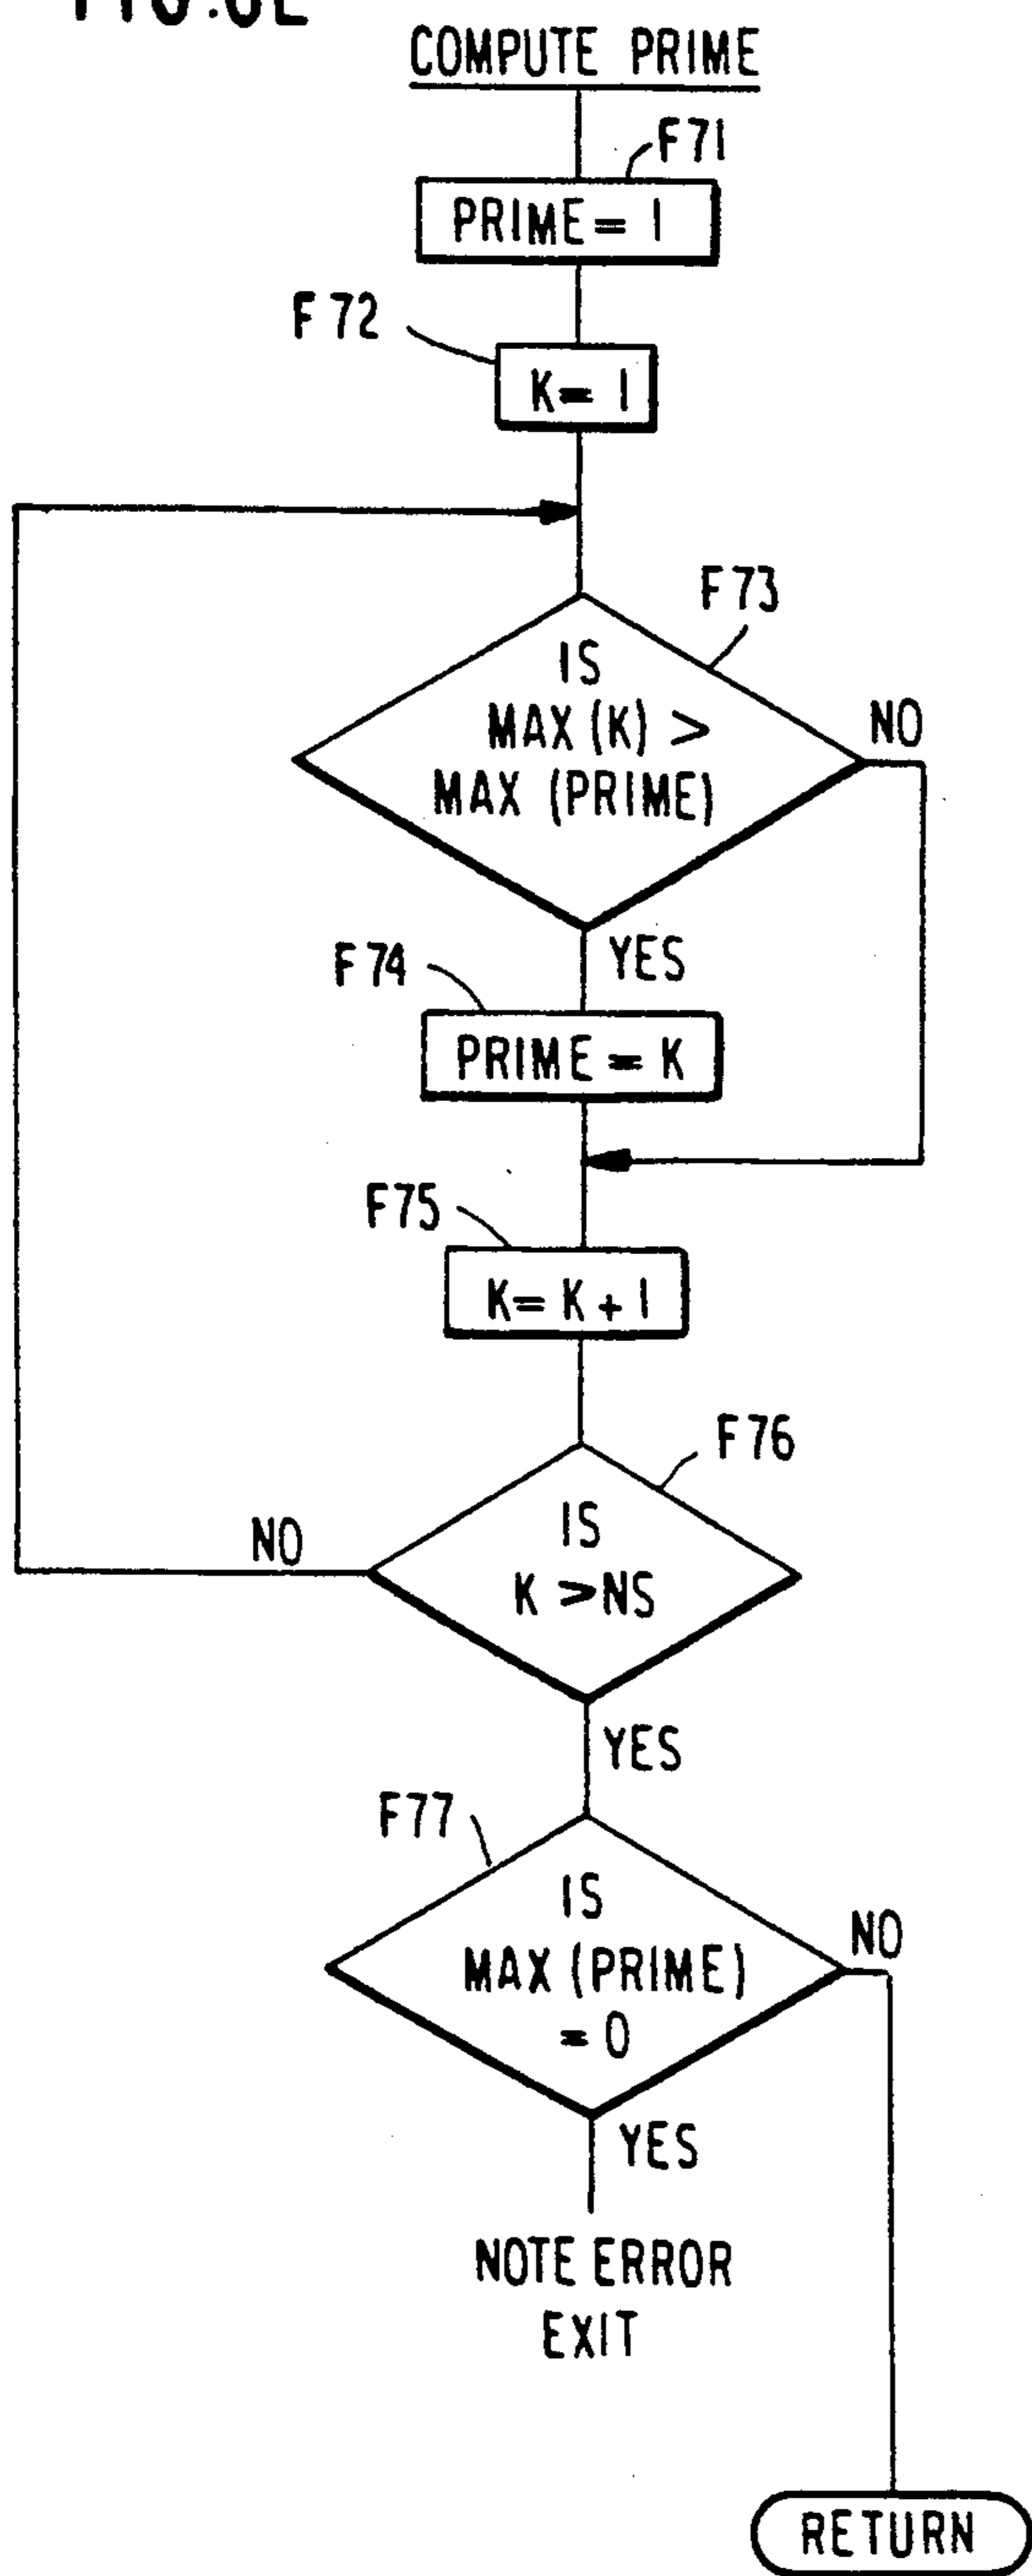 COMPUTE PRIME
F71
PRIME = 1
F72
K = 1
F73
IS
MAX (K) >
MAX (PRIME)
NO
YES
F74
PRIME = K
F75
K = K + 1
F76
IS
K > NS
NO
YES
F77
IS
MAX (PRIME)
= 0
NO
YES
NOTE ERROR
EXIT
RETURN